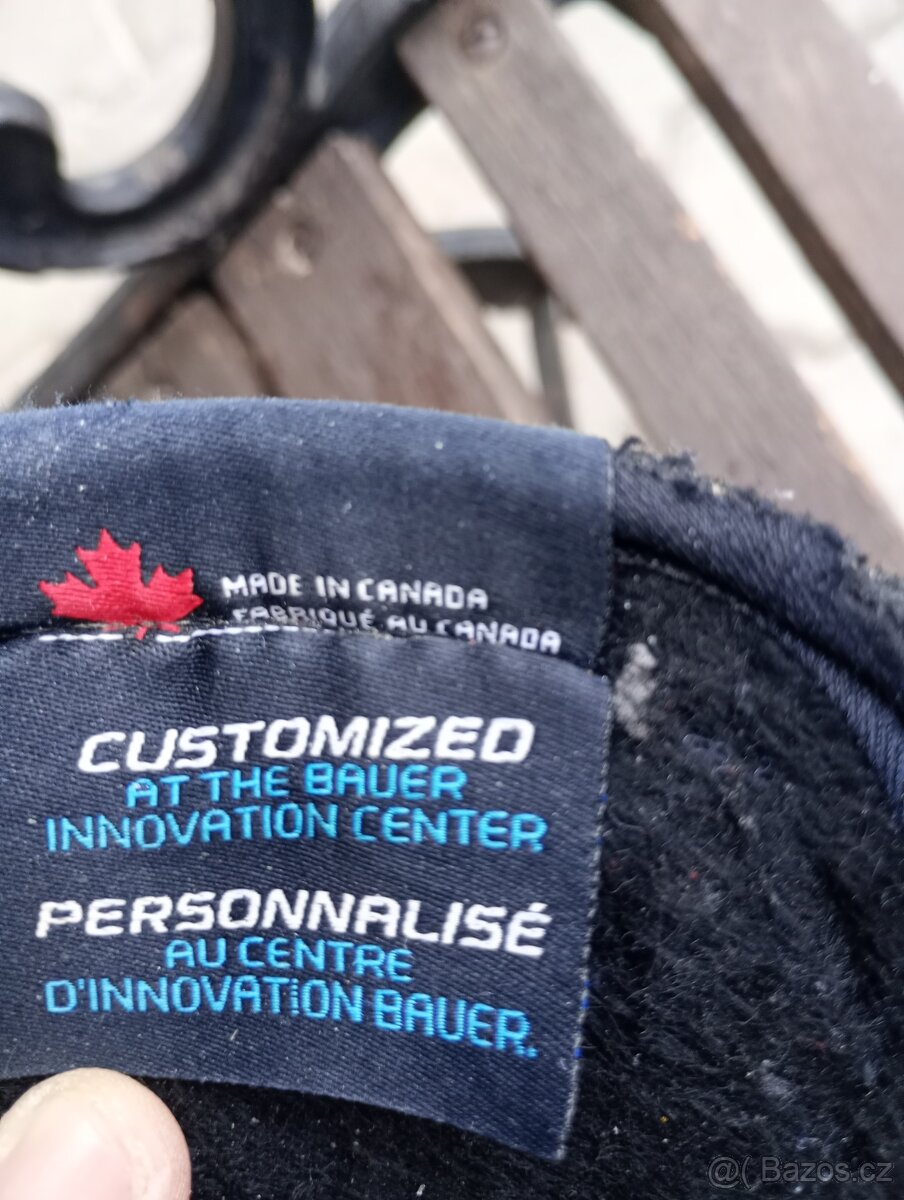 MADE IN CANADA
FABRIQUÉ AU CANADA
CUSTOMIZED
AT THE BAUER
INNOVATION CENTER
PERSONNALISÉ
AU CENTRE
D'INNOVATION BAUER.
@( Bazos.cz